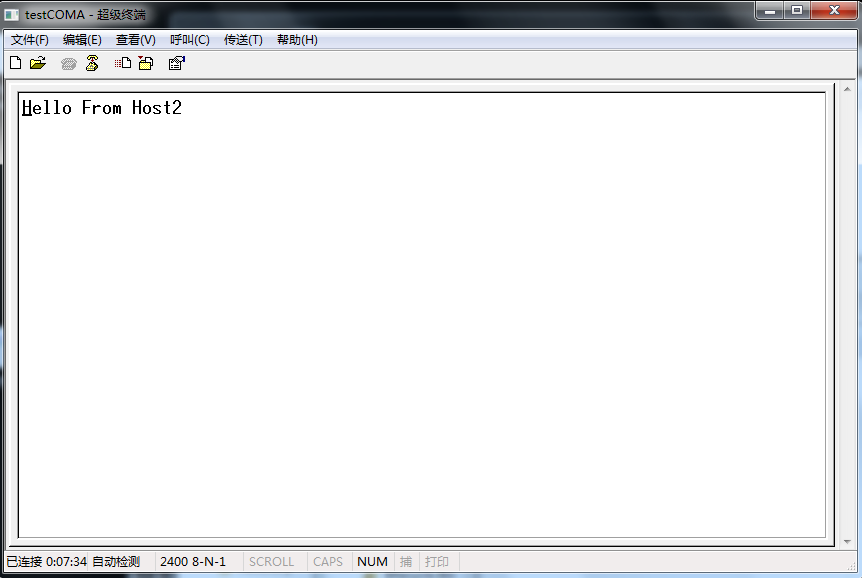 testCOMA - 超级终端
文件(F) 编辑(E) 查看(V) 呼叫(C) 传送(T) 帮助(H)
Hello From Host2
已连接 0:07:34 自动检测 2400 8-N-1 SCROLL CAPS NUM 捕 打印